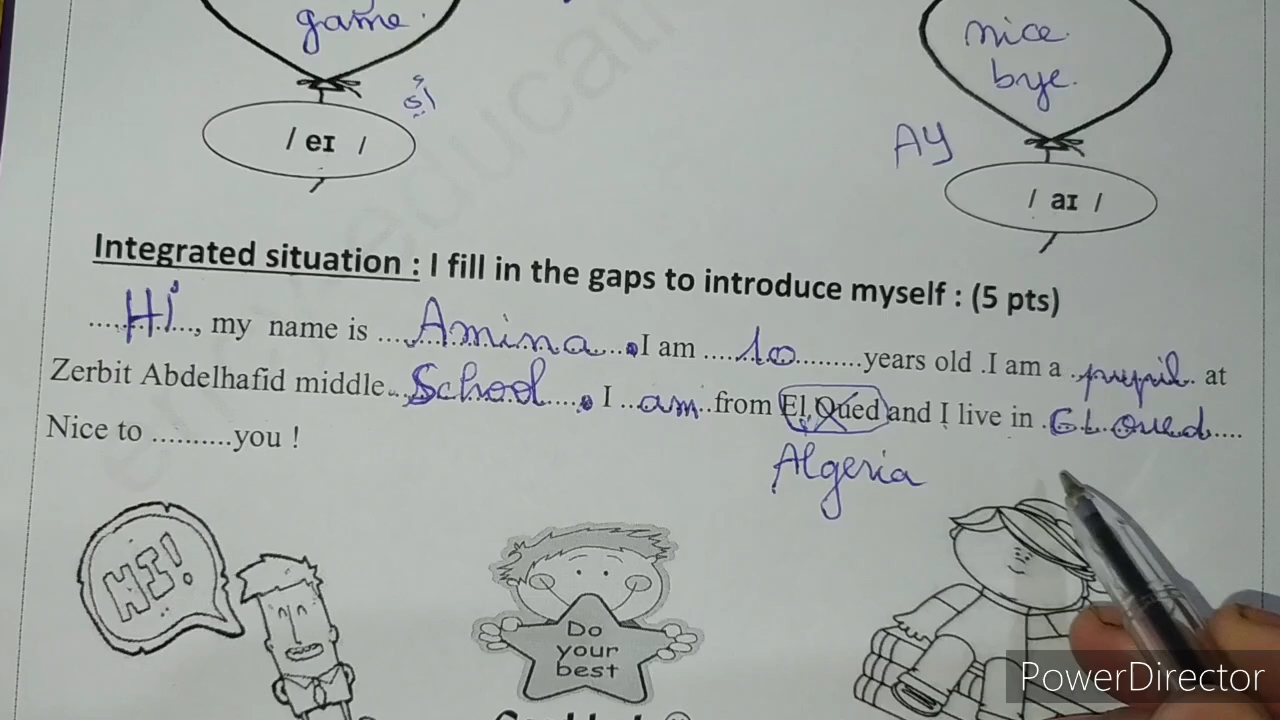 game.
nice
bye.
أي
/ eɪ /
AY
/ aɪ /
Integrated situation : I fill in the gaps to introduce myself : (5 pts)
Hi, my name is Amina. I am 10 years old .I am a pupil at
Zerbit Abdelhafid middle School. I am from El Oued and I live in EL oued
Algeria
Nice to ..........you !
HI!
Do
your
best
PowerDirector